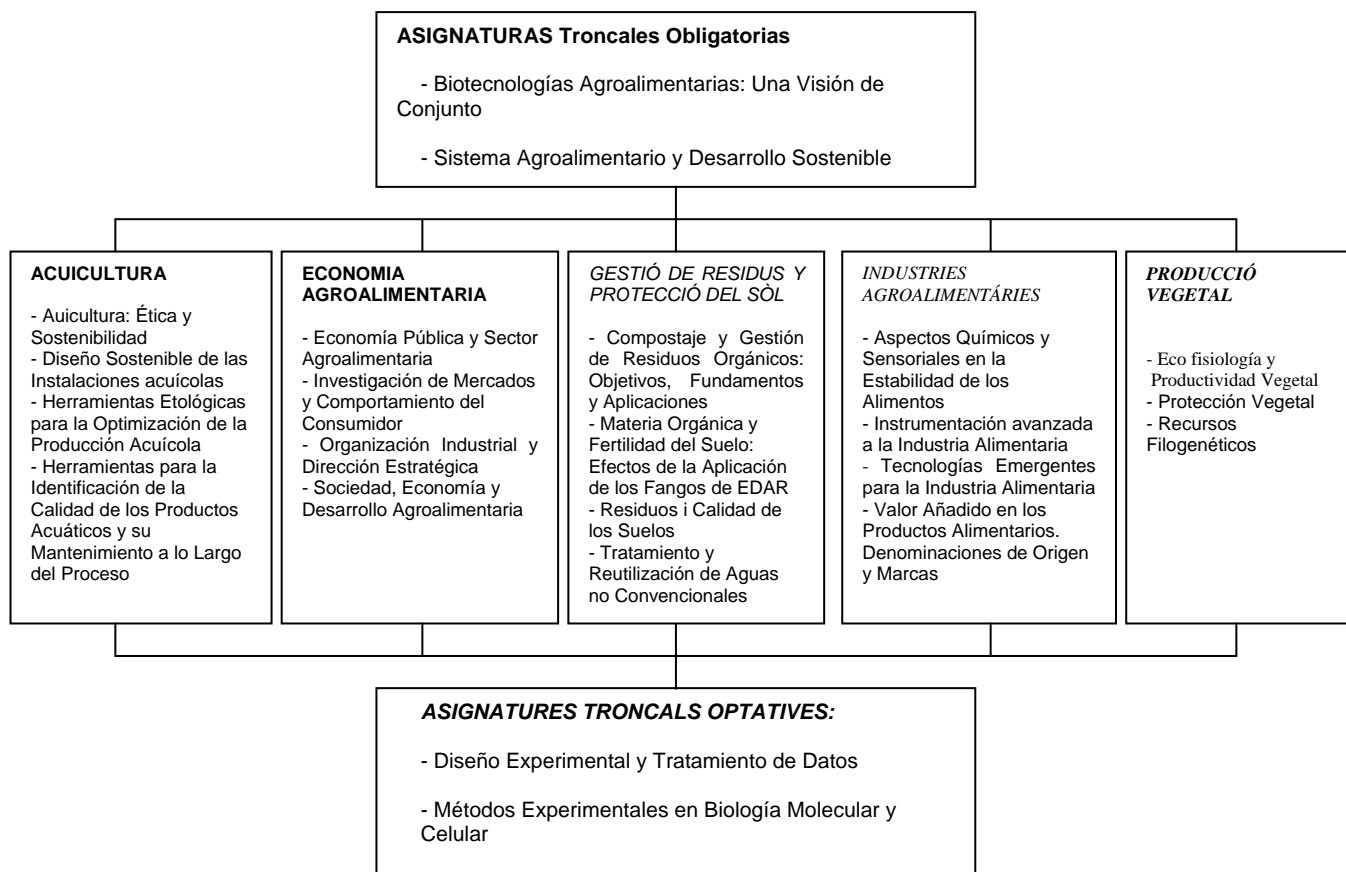 ASIGNATURAS Troncales Obligatorias
- Biotecnologías Agroalimentarias: Una Visión de
Conjunto
- Sistema Agroalimentario y Desarrollo Sostenible
ACUICULTURA
- Auicultura: Ética y
Sostenibilidad
- Diseño Sostenible de las
Instalaciones acuícolas
- Herramientas Etológicas
para la Optimización de la
Producción Acuícola
- Herramientas para la
Identificación de la
Calidad de los Productos
Acuáticos y su
Mantenimiento a lo Largo
del Proceso
ECONOMIA
AGROALIMENTARIA
- Economía Pública y Sector
Agroalimentaria
- Investigación de Mercados
y Comportamiento del
Consumidor
- Organización Industrial y
Dirección Estratégica
- Sociedad, Economía y
Desarrollo Agroalimentaria
GESTIÓ DE RESIDUS Y
PROTECCIÓ DEL SÒL
- Compostaje y Gestión
de Residuos Orgánicos:
Objetivos, Fundamentos
y Aplicaciones
- Materia Orgánica y
Fertilidad del Suelo:
Efectos de la Aplicación
de los Fangos de EDAR
- Residuos i Calidad de
los Suelos
- Tratamiento y
Reutilización de Aguas
no Convencionales
INDUSTRIES
AGROALIMENTÁRIES
- Aspectos Químicos y
Sensoriales en la
Estabilidad de los
Alimentos
- Instrumentación avanzada
a la Industria Alimentaria
- Tecnologías Emergentes
para la Industria Alimentaria
- Valor Añadido en los
Productos Alimentarios.
Denominaciones de Origen
y Marcas
PRODUCCIÓ
VEGETAL
- Eco fisiología y
Productividad Vegetal
- Protección Vegetal
- Recursos
Filogenéticos
ASIGNATURES TRONCALS OPTATIVES:
- Diseño Experimental y Tratamiento de Datos
- Métodos Experimentales en Biología Molecular y
Celular